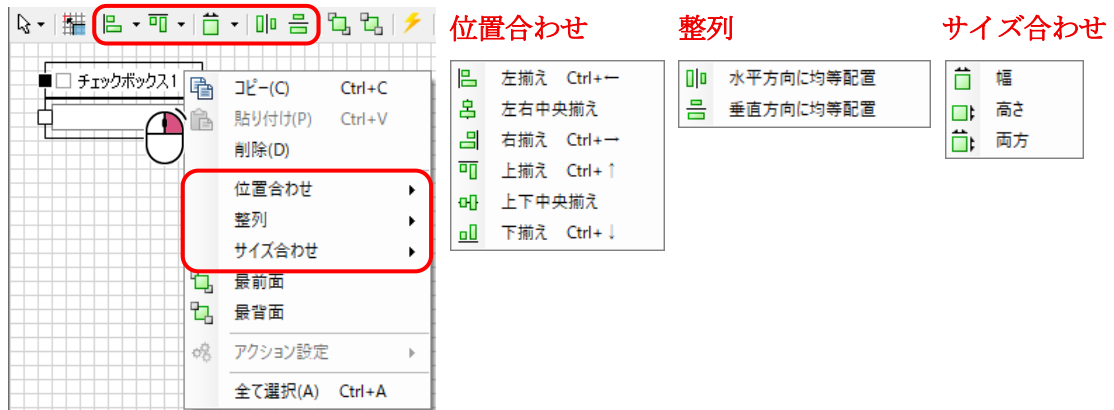 位置合わせ
整列
サイズ合わせ
チェックボックス1
コピー(C) Ctrl+C
貼り付け(P) Ctrl+V
削除(D)
位置合わせ
整列
サイズ合わせ
最前面
最背面
アクション設定
全て選択(A) Ctrl+A
左揃え Ctrl+←
左右中央揃え
右揃え Ctrl+→
上揃え Ctrl+↑
上下中央揃え
下揃え Ctrl+↓
水平方向に均等配置
垂直方向に均等配置
幅
高さ
両方